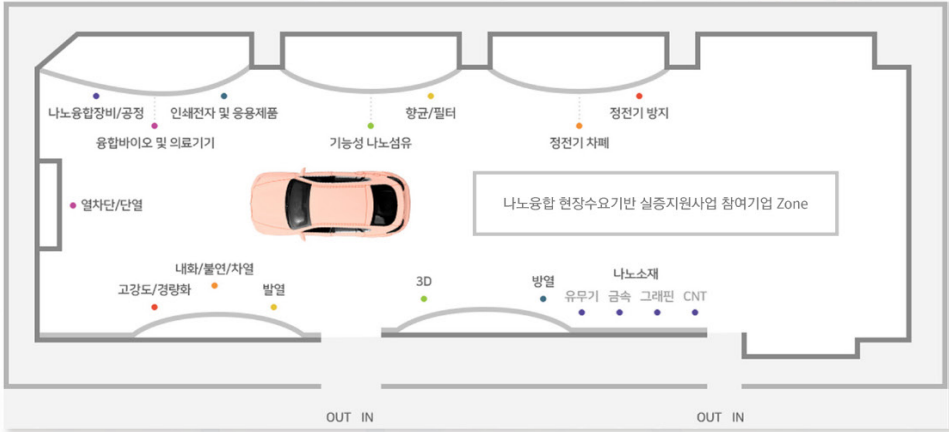 나노융합장비/공정
인쇄전자 및 응용제품
향균/필터
정전기 방지
융합바이오 및 의료기기
기능성 나노섬유
정전기 차폐
열차단/단열
나노융합 현장수요기반 실증지원사업 참여기업 Zone
내화/불연/차열
고강도/경량화
발열
3D
방열
나노소재
유무기 금속 그래핀 CNT
OUT IN
OUT IN